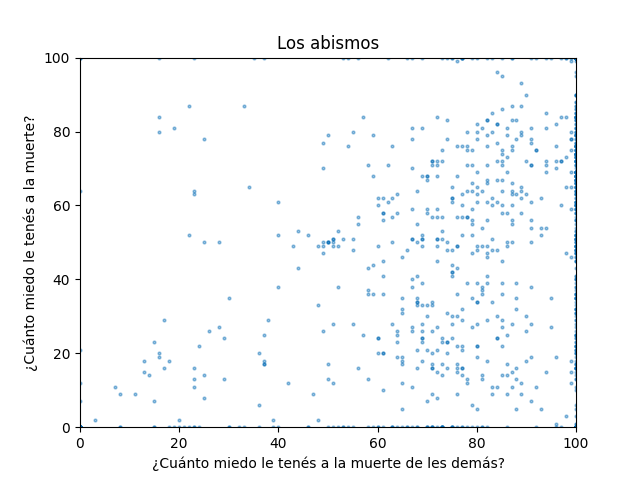 Los abismos
¿Cuánto miedo le tenés a la muerte?
100
80
60
40
20
0
0 20 40 60 80 100
¿Cuánto miedo le tenés a la muerte de les demás?